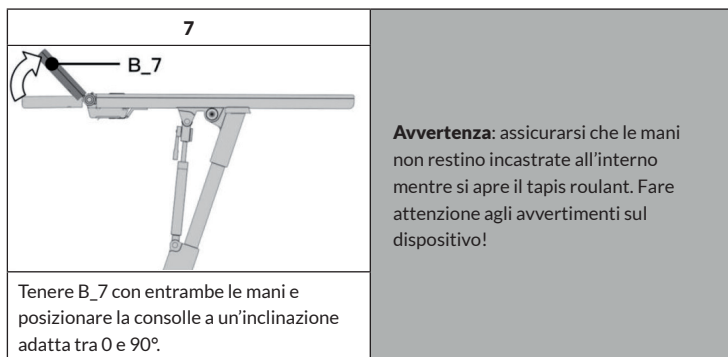 7
B_7
Tenere B_7 con entrambe le mani e
posizionare la consolle a un'inclinazione
adatta tra 0 e 90°.
Avvertenza: assicurarsi che le mani
non restino incastrate all'interno
mentre si apre il tapis roulant. Fare
attenzione agli avvertimenti sul
dispositivo!